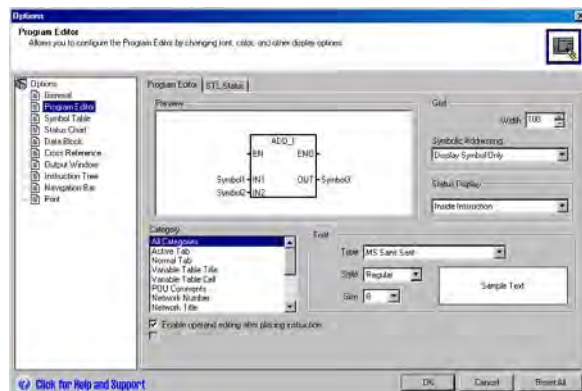 Options
Program Editor
Allows you to configure the Program Editor by changing font, color, and other display options
Options
General
Program Editor
Symbol Table
Status Chart
Data Block
Cross Reference
Output Window
Instruction Tree
Navigation Bar
Print
Program Editor
STL Status
Preview
ADD_I
EN
ENO
Symbol1
IN1
OUT
Symbol3
Symbol2
IN2
Grid
Width
100
Symbolic Addressing
Display Symbol Only
Status Display
Inside Instruction
Category
All Categories
Active Tab
Normal Tab
Variable Table Title
Variable Table Cell
POU Comments
Network Number
Network Title
Font
Type
MS Sans Serif
Style
Regular
Size
8
Sample Text
Enable operand editing after placing instruction
Click for Help and Support
OK
Cancel
Reset All